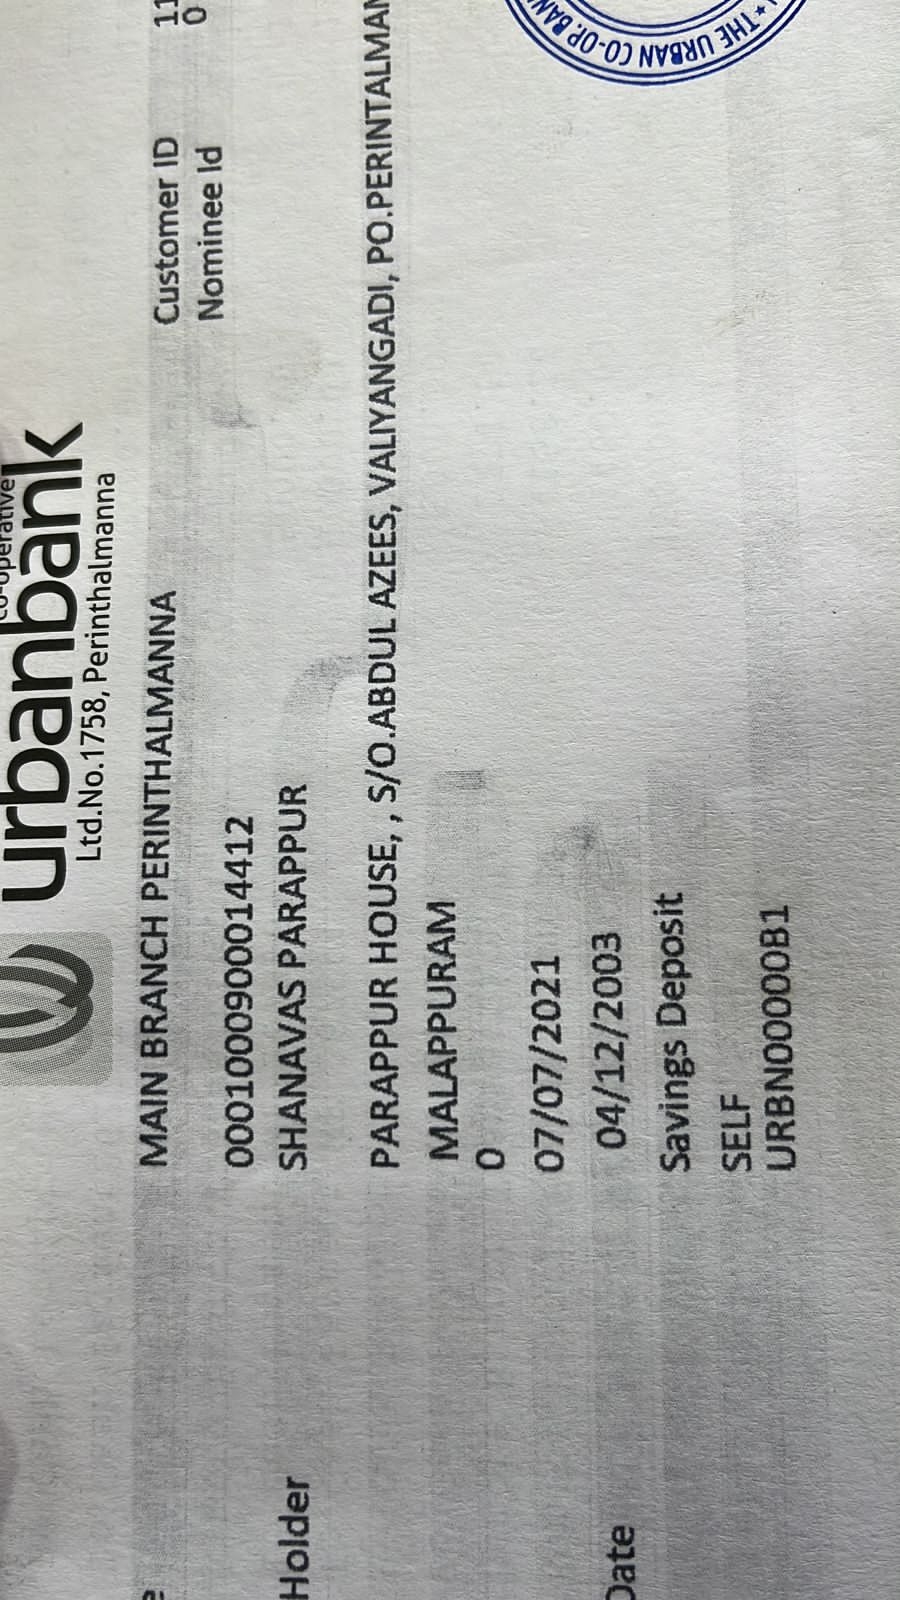 co-operative
urbanbank
Ltd.No.1758, Perinthalmanna
MAIN BRANCH PERINTHALMANNA Customer ID 11
Nominee Id 0
000100090014412
Holder SHANAVAS PARAPPUR
PARAPPUR HOUSE, , S/O.ABDUL AZEES, VALIYANGADI, PO.PERINTALMAN
MALAPPURAM
0
07/07/2021
Date 04/12/2003
Savings Deposit
SELF
URBN0000B1
★ THE URBAN CO-OP. BAN